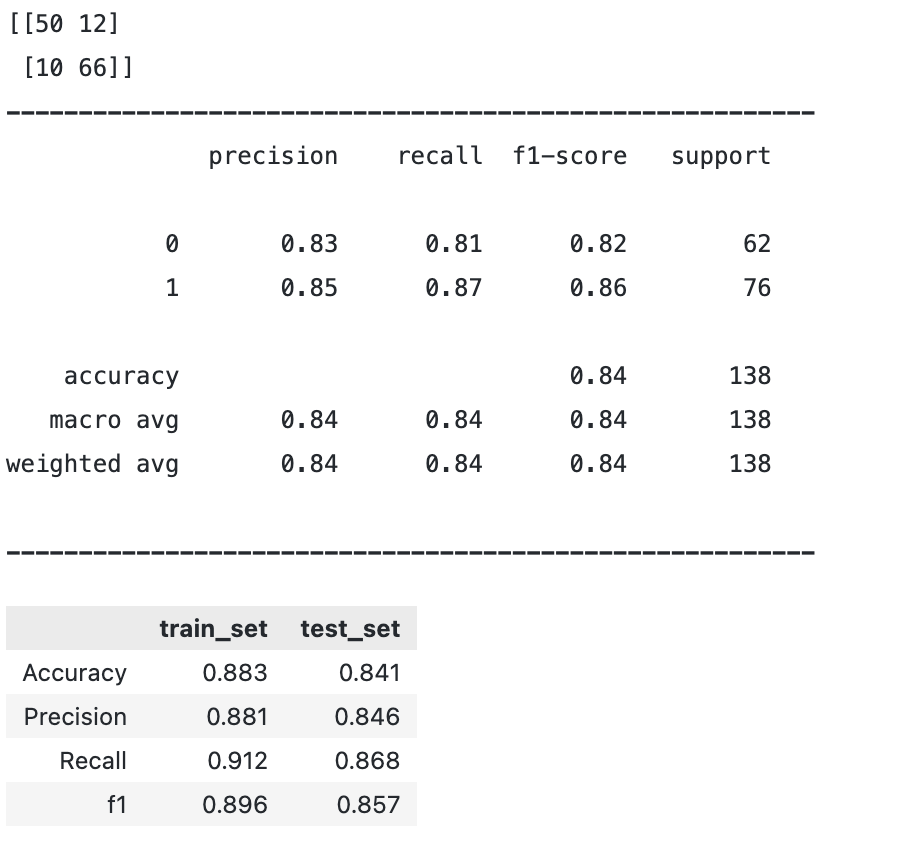 [[50 12]
[10 66]]
--------------------------------------------------------
precision recall f1-score support
0 0.83 0.81 0.82 62
1 0.85 0.87 0.86 76
accuracy 0.84 138
macro avg 0.84 0.84 0.84 138
weighted avg 0.84 0.84 0.84 138
--------------------------------------------------------
train_set test_set
Accuracy 0.883 0.841
Precision 0.881 0.846
Recall 0.912 0.868
f1 0.896 0.857